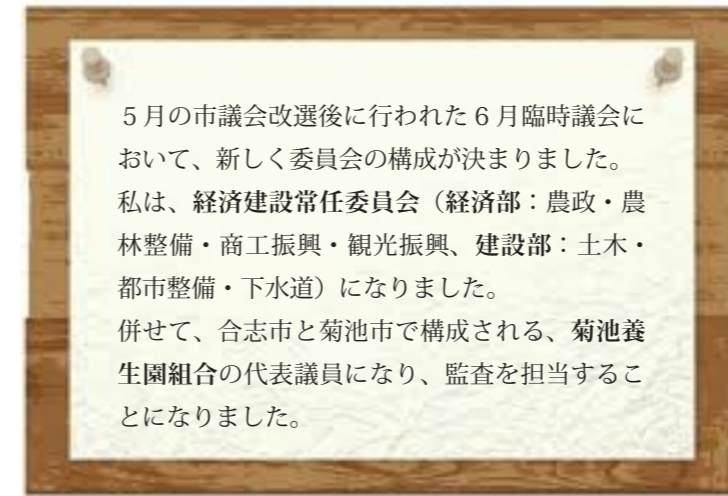 ５月の市議会改選後に行われた６月臨時議会に
おいて、新しく委員会の構成が決まりました。
私は、経済建設常任委員会（経済部：農政・農
林整備・商工振興・観光振興、建設部：土木・
都市整備・下水道）になりました。
併せて、合志市と菊池市で構成される、菊池養
生園組合の代表議員になり、監査を担当するこ
とになりました。